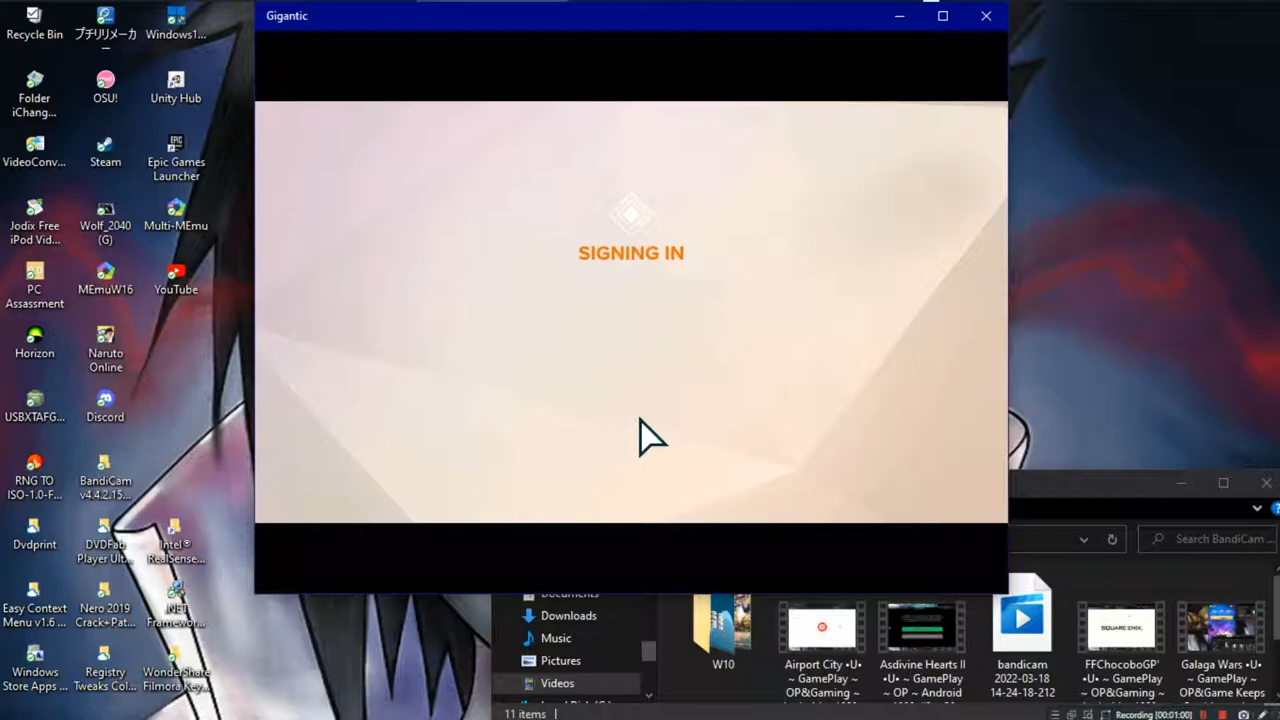 Gigantic
SIGNING IN
Recycle Bin
プチリメーカ
ー
Windows1...
Folder
iChang...
OSU!
Unity Hub
VideoConv...
Steam
Epic Games
Launcher
Jodix Free
iPod Vid...
Wolf_2040
(G)
Multi-MEmu
PC
Assassment
MEmuW16
YouTube
Horizon
Naruto
Online
USBXTAFG...
Discord
RNG TO
ISO-1.0-F...
BandiCam
v4.4.2.15...
Dvdprint
DVDFab
Player Ult...
Intel®
RealSense...
Easy Context
Menu v1.6 ...
Nero 2019
Crack+Pat...
.NET
Framewor...
Windows
Store Apps ...
Registry
Tweaks Col...
WonderShare
Filmora Key...
Search BandiCam ...
Documents
Downloads
Music
Pictures
Videos
W10
Airport City •U•
~ GamePlay ~
OP&Gaming ~
Asdivine Hearts II
•U• ~ GamePlay
~ OP ~ Android
bandicam
2022-03-18
14-24-18-212
SQUARE ENIX.
FFChocoboGP'
•U• ~ GamePlay
~ OP&Gaming ~
Galaga Wars •U•
~ GamePlay ~
OP&Game Keeps
11 items
Recording [00:01:00]